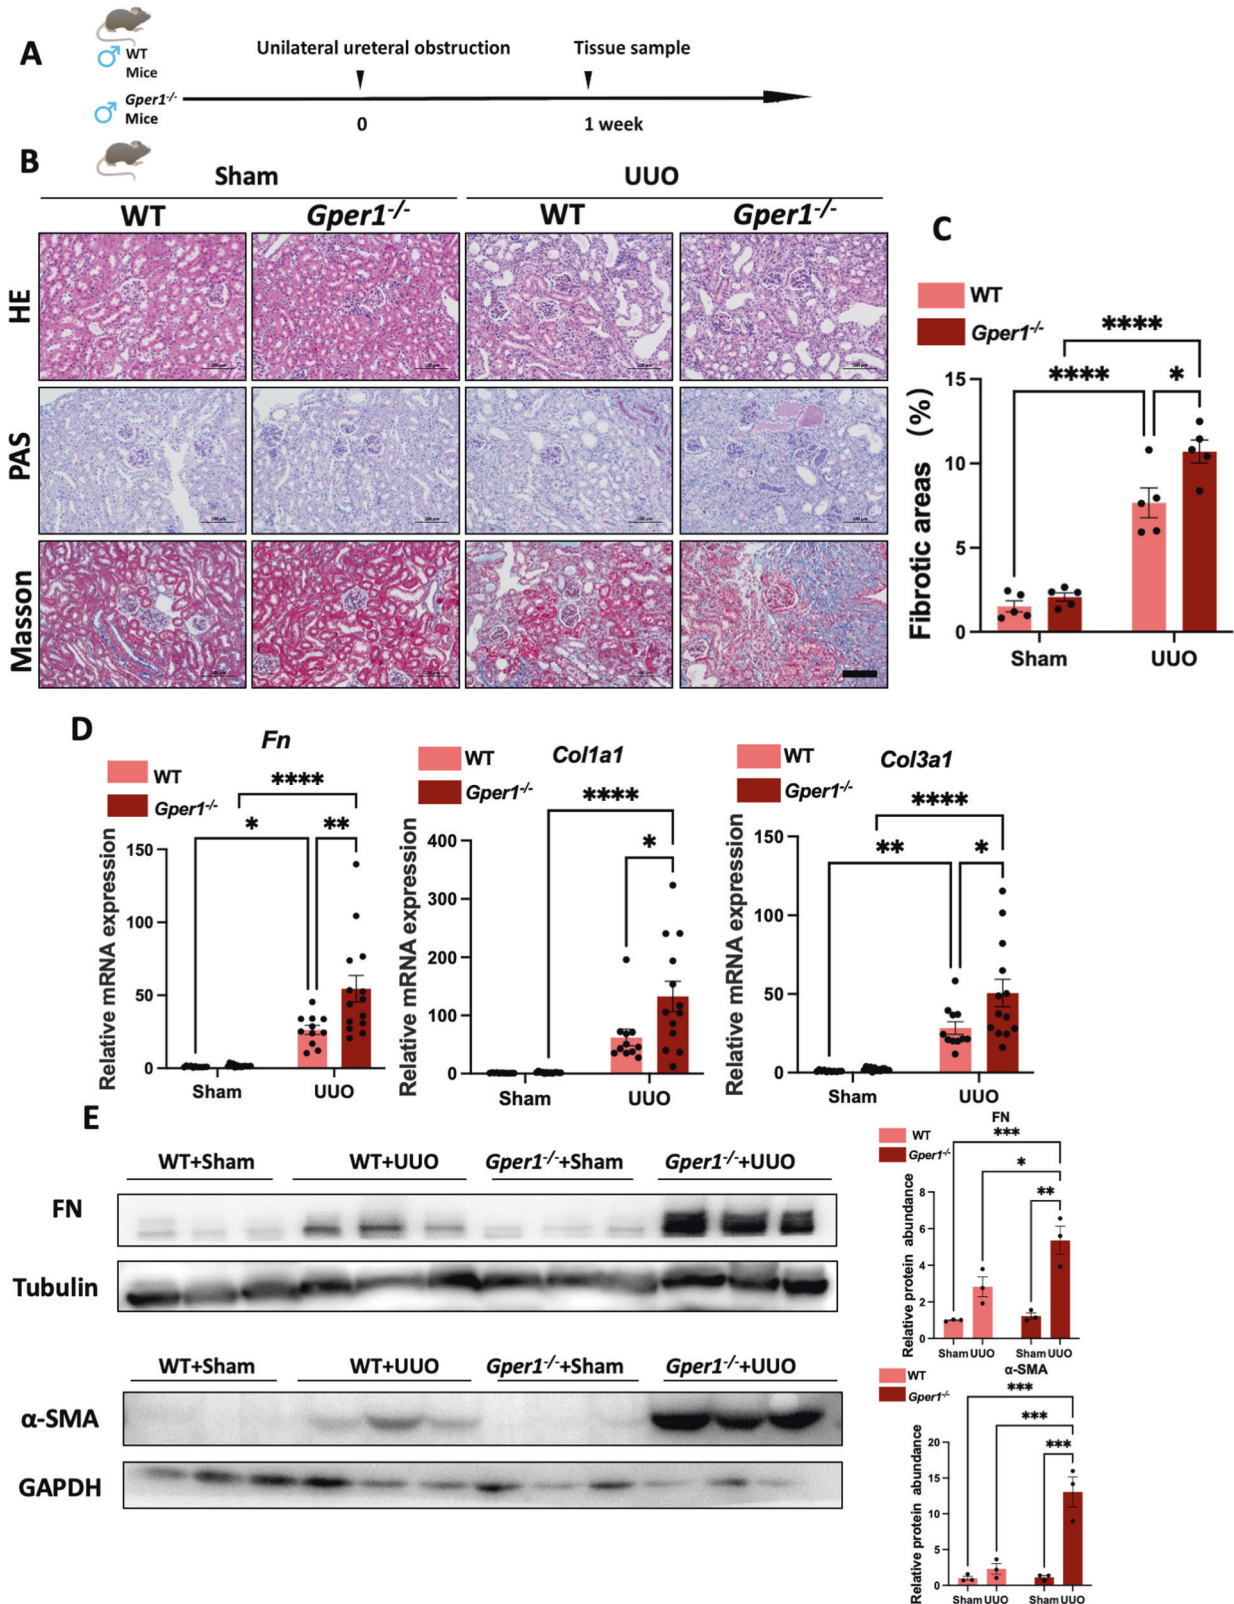 A
WT
Mice
Gper1-/-
Mice
Unilateral ureteral obstruction
Tissue sample
0
1 week
B
Sham
UUO
WT
Gper1-/-
WT
Gper1-/-
HE
PAS
Masson
C
WT
Gper1-/-
****
****
*
Fibrotic areas (%)
15
10
5
0
Sham
UUO
D
Fn
WT
Gper1-/-
****
*
**
Relative mRNA expression
150
100
50
0
Sham
UUO
Col1a1
WT
Gper1-/-
****
*
Relative mRNA expression
400
300
200
100
0
Sham
UUO
Col3a1
WT
Gper1-/-
****
**
*
Relative mRNA expression
150
100
50
0
Sham
UUO
E
WT+Sham
WT+UUO
Gper1-/-+Sham
Gper1-/-+UUO
FN
Tubulin
WT+Sham
WT+UUO
Gper1-/-+Sham
Gper1-/-+UUO
α-SMA
GAPDH
FN
WT
Gper1-/-
***
*
**
Relative protein abundance
8
6
4
2
0
Sham UUO
Sham UUO
α-SMA
WT
Gper1-/-
***
***
***
Relative protein abundance
20
15
10
5
0
Sham UUO
Sham UUO